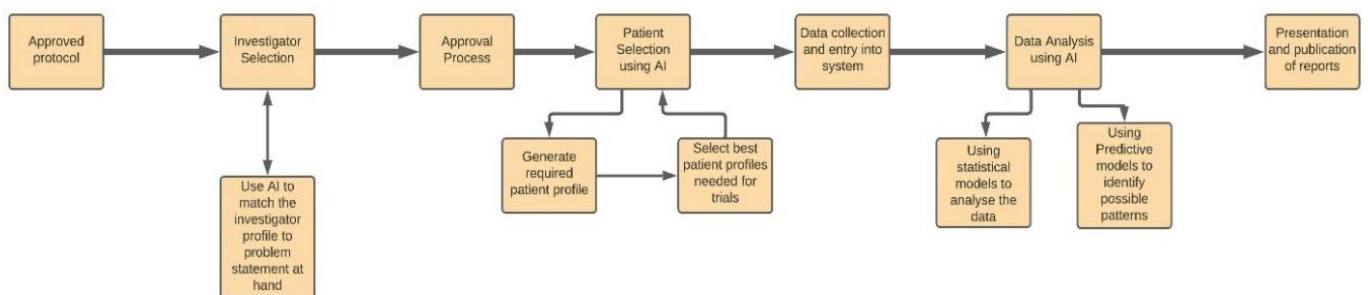 Approved
protocol
Investigator
Selection
Approval
Process
Patient
Selection
using AI
Data collection
and entry into
system
Data Analysis
using AI
Presentation
and publication
of reports
Use AI to
match the
investigator
profile to
problem
statement at
hand
Generate
required
patient profile
Select best
patient profiles
needed for
trials
Using
statistical
models to
analyse the
data
Using
Predictive
models to
identify
possible
patterns